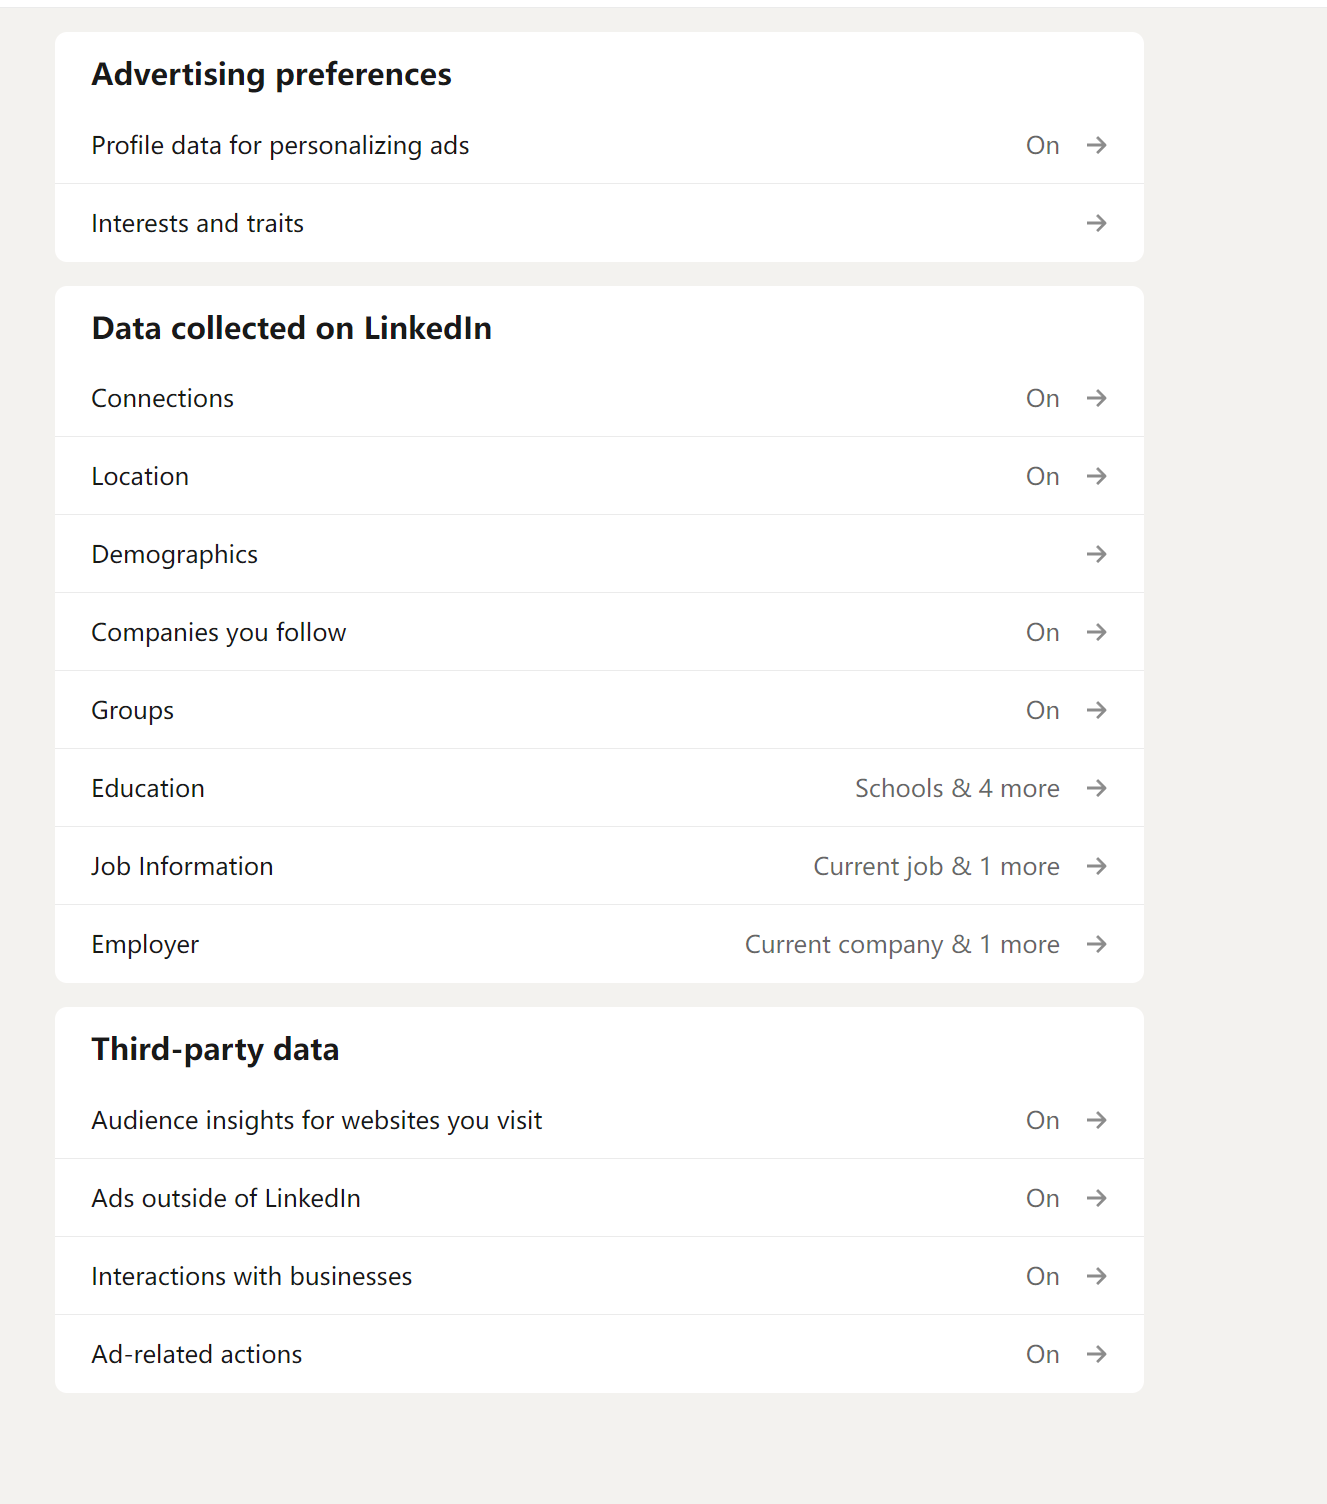 Advertising preferences
Profile data for personalizing ads On
Interests and traits
Data collected on LinkedIn
Connections On
Location On
Demographics
Companies you follow On
Groups On
Education Schools & 4 more
Job Information Current job & 1 more
Employer Current company & 1 more
Third-party data
Audience insights for websites you visit On
Ads outside of LinkedIn On
Interactions with businesses On
Ad-related actions On